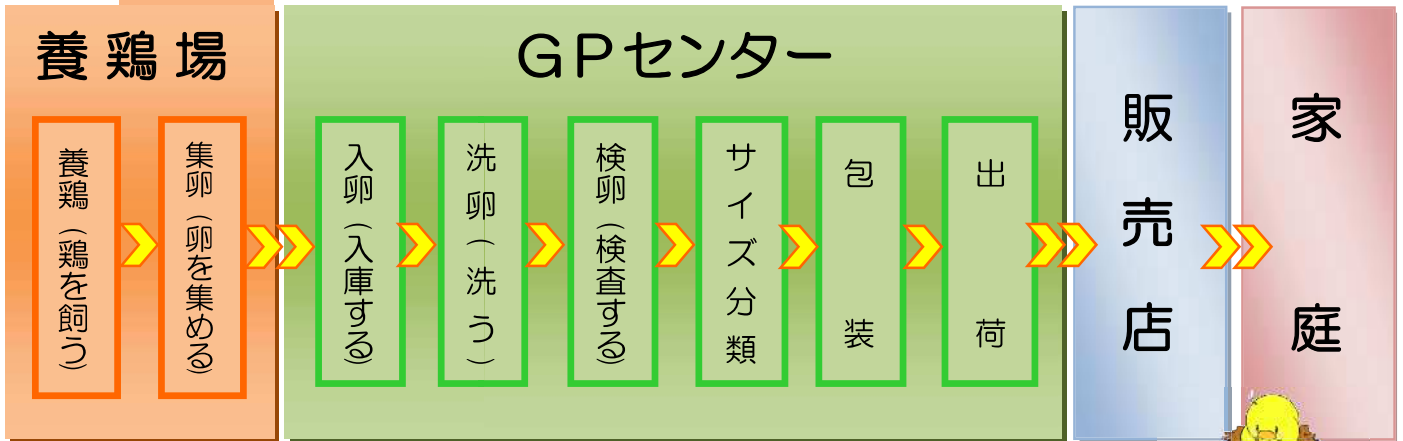 養鶏場
養鶏（鶏を飼う）
集卵（卵を集める）
GPセンター
入卵（入庫する）
洗卵（洗う）
検卵（検査する）
サイズ分類
包装
出荷
販売店
家庭